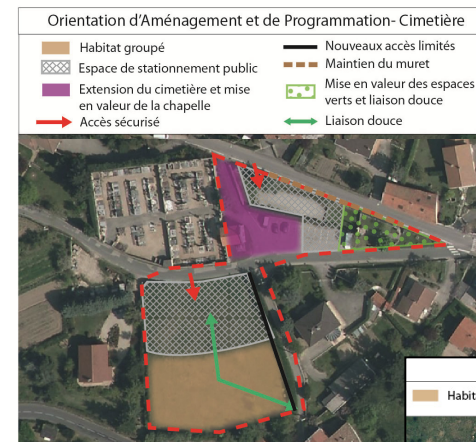 Orientation d'Aménagement et de Programmation- Cimetière
Habitat groupé
Espace de stationnement public
Extension du cimetière et mise
en valeur de la chapelle
Accès sécurisé
Nouveaux accès limités
Maintien du muret
Mise en valeur des espaces
verts et liaison douce
Liaison douce
Habit